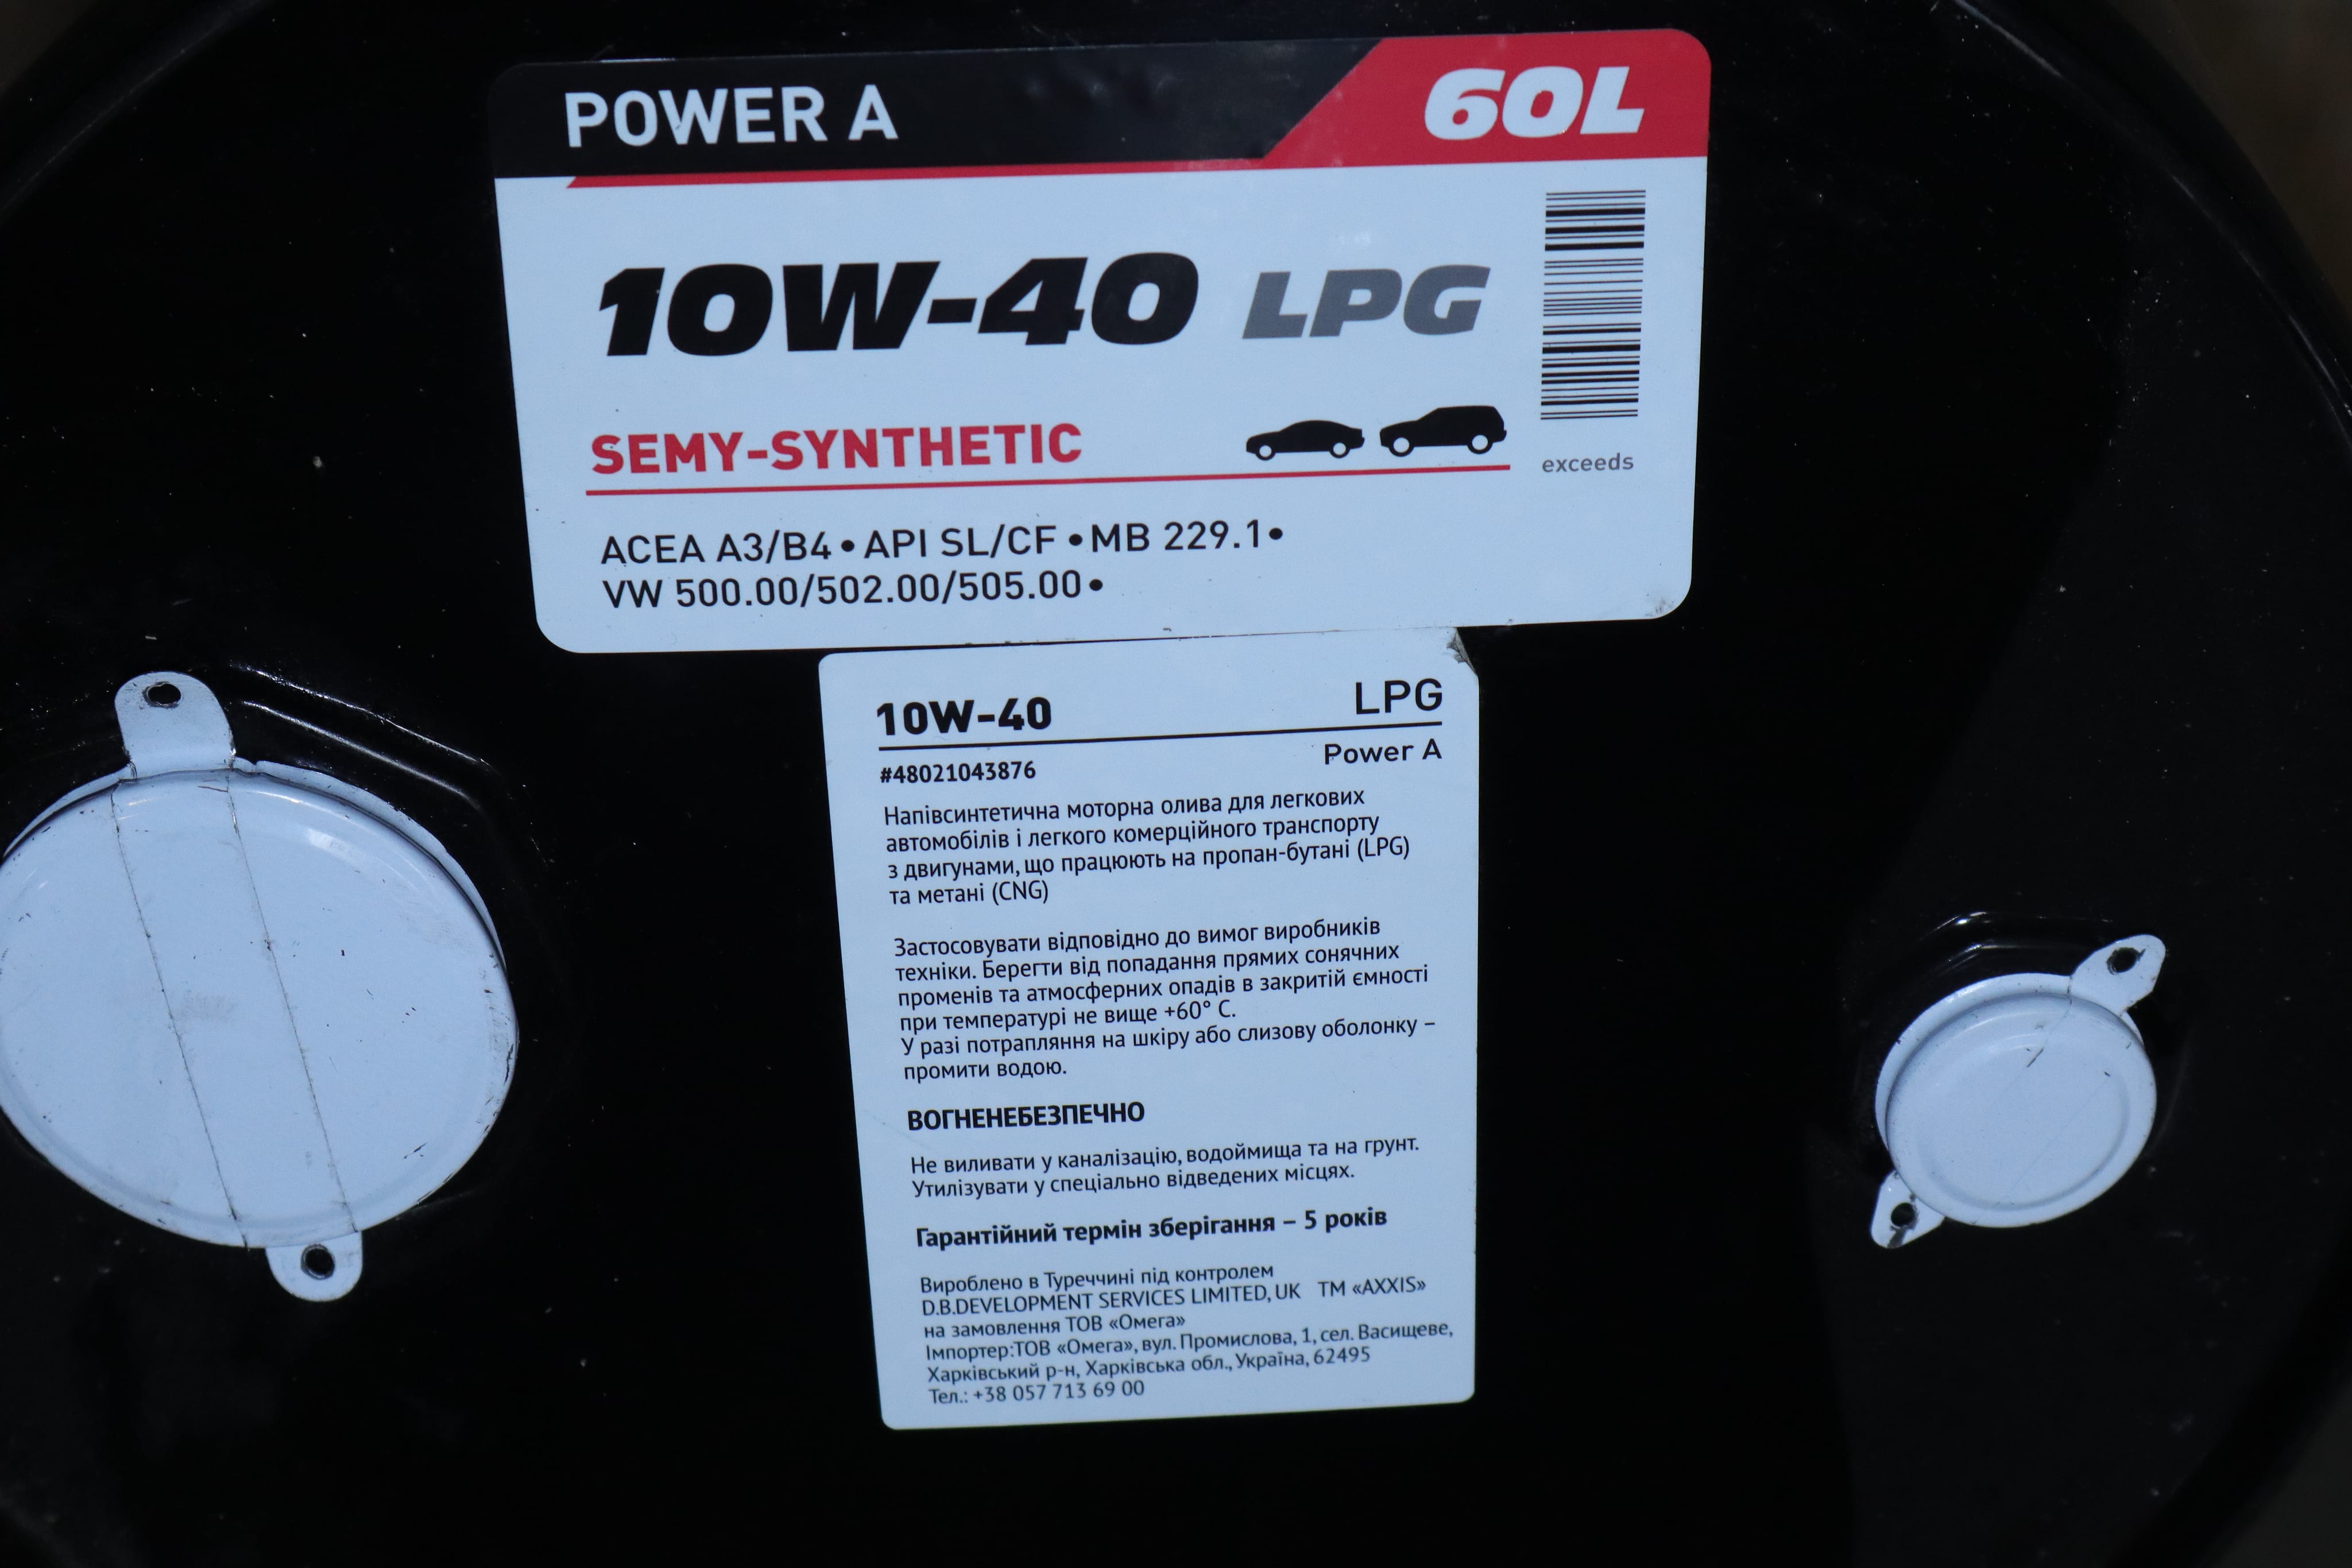 POWER A
60L
10W-40 LPG
SEMY-SYNTHETIC
exceeds
ACEA A3/B4 • API SL/CF • MB 229.1 •
VW 500.00/502.00/505.00 •
10W-40
LPG
Power A
#48021043876
Напівсинтетична моторна олива для легкових
автомобілів і легкого комерційного транспорту
з двигунами, що працюють на пропан-бутані (LPG)
та метані (CNG)
Застосовувати відповідно до вимог виробників
техніки. Берегти від попадання прямих сонячних
променів та атмосферних опадів в закритій ємності
при температурі не вище +60° С.
У разі потрапляння на шкіру або слизову оболонку –
промити водою.
ВОГНЕНЕБЕЗПЕЧНО
Не виливати у каналізацію, водоймища та на грунт.
Утилізувати у спеціально відведених місцях.
Гарантійний термін зберігання – 5 років
Вироблено в Туреччині під контролем
D.B.DEVELOPMENT SERVICES LIMITED, UK ТМ «AXXIS»
на замовлення ТОВ «Омега»
Імпортер:ТОВ «Омега», вул. Промислова, 1, сел. Васищеве,
Харківський р-н, Харківська обл., Україна, 62495
Тел.: +38 057 713 69 00